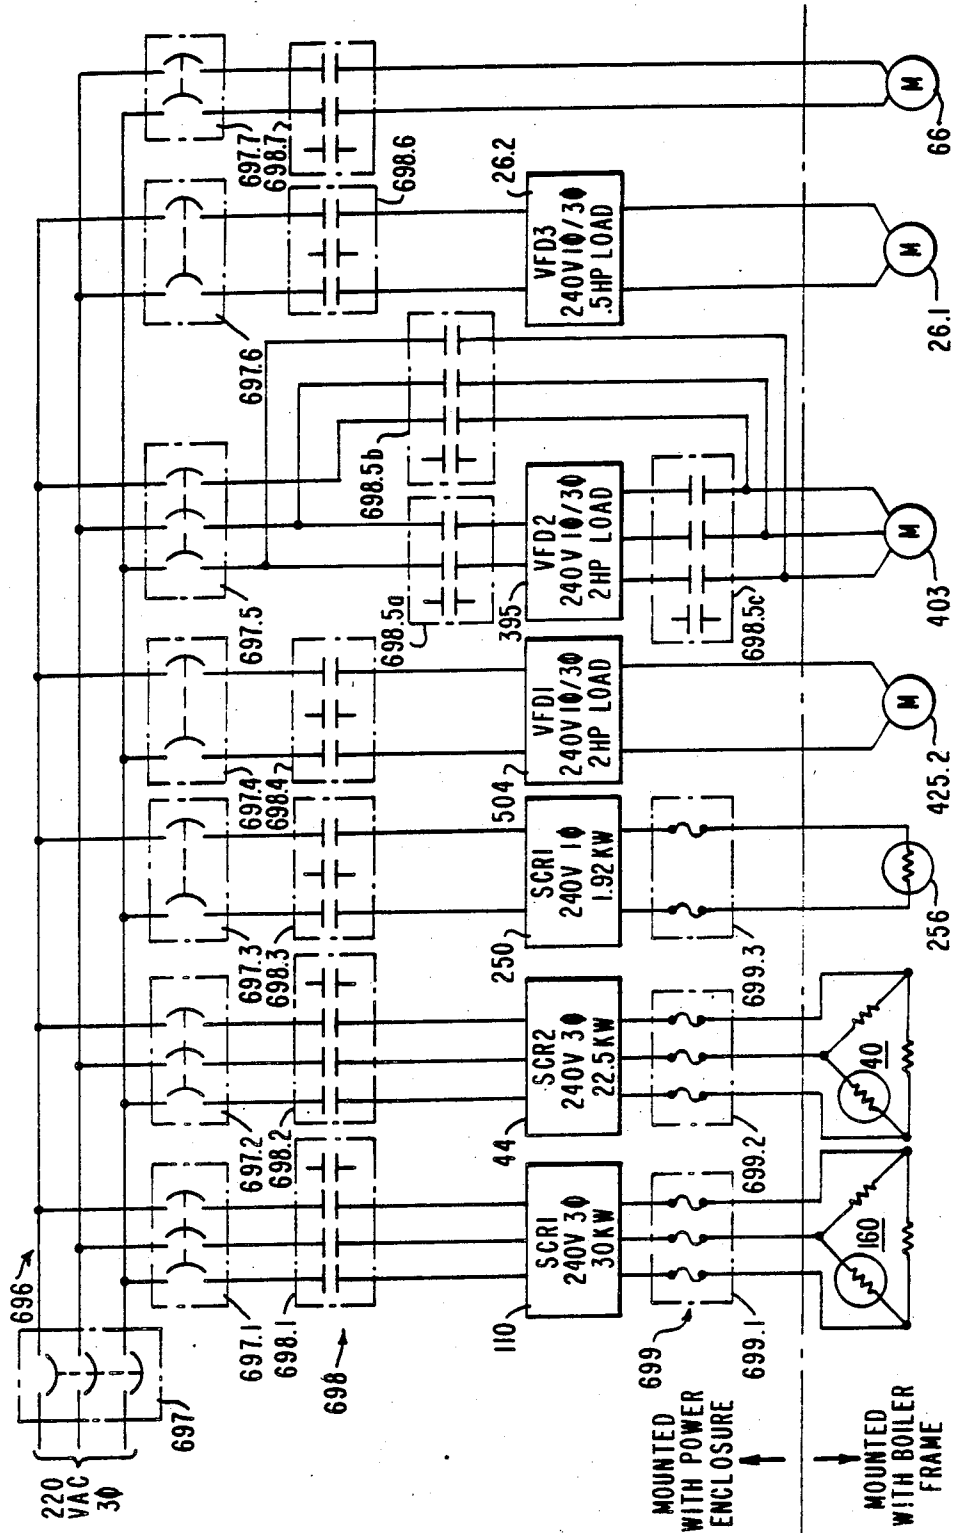 220
VAC
3Φ
696
697
697.1
697.2
697.3
697.4
697.5
697.6
697.7
698
698.1
698.2
698.3
698.4
698.5a
698.5b
698.5c
698.6
698.7
110
SCR1
240V 3Φ
30KW
44
SCR2
240V 3Φ
22.5KW
250
SCR1
240V 1Φ
1.92KW
504
VFD1
240V 1Φ/3Φ
2HP LOAD
395
VFD2
240V 1Φ/3Φ
2HP LOAD
26.2
VFD3
240V 1Φ/3Φ
.5HP LOAD
699
699.1
699.2
699.3
MOUNTED
WITH POWER
ENCLOSURE
MOUNTED
WITH BOILER
FRAME
160
40
256
M
425.2
M
403
M
26.1
M
66